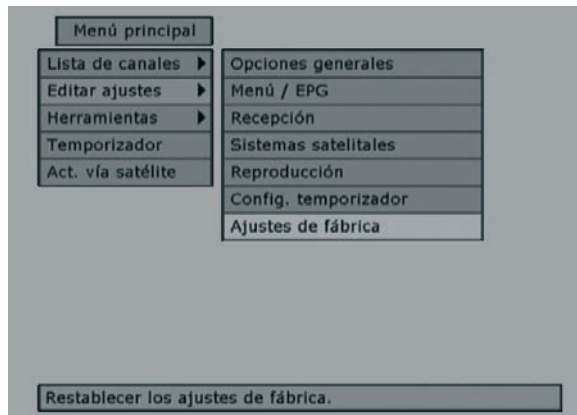 Menú principal
Lista de canales
Editar ajustes
Herramientas
Temporizador
Act. vía satélite
Opciones generales
Menú / EPG
Recepción
Sistemas satelitales
Reproducción
Config. temporizador
Ajustes de fábrica
Restablecer los ajustes de fábrica.